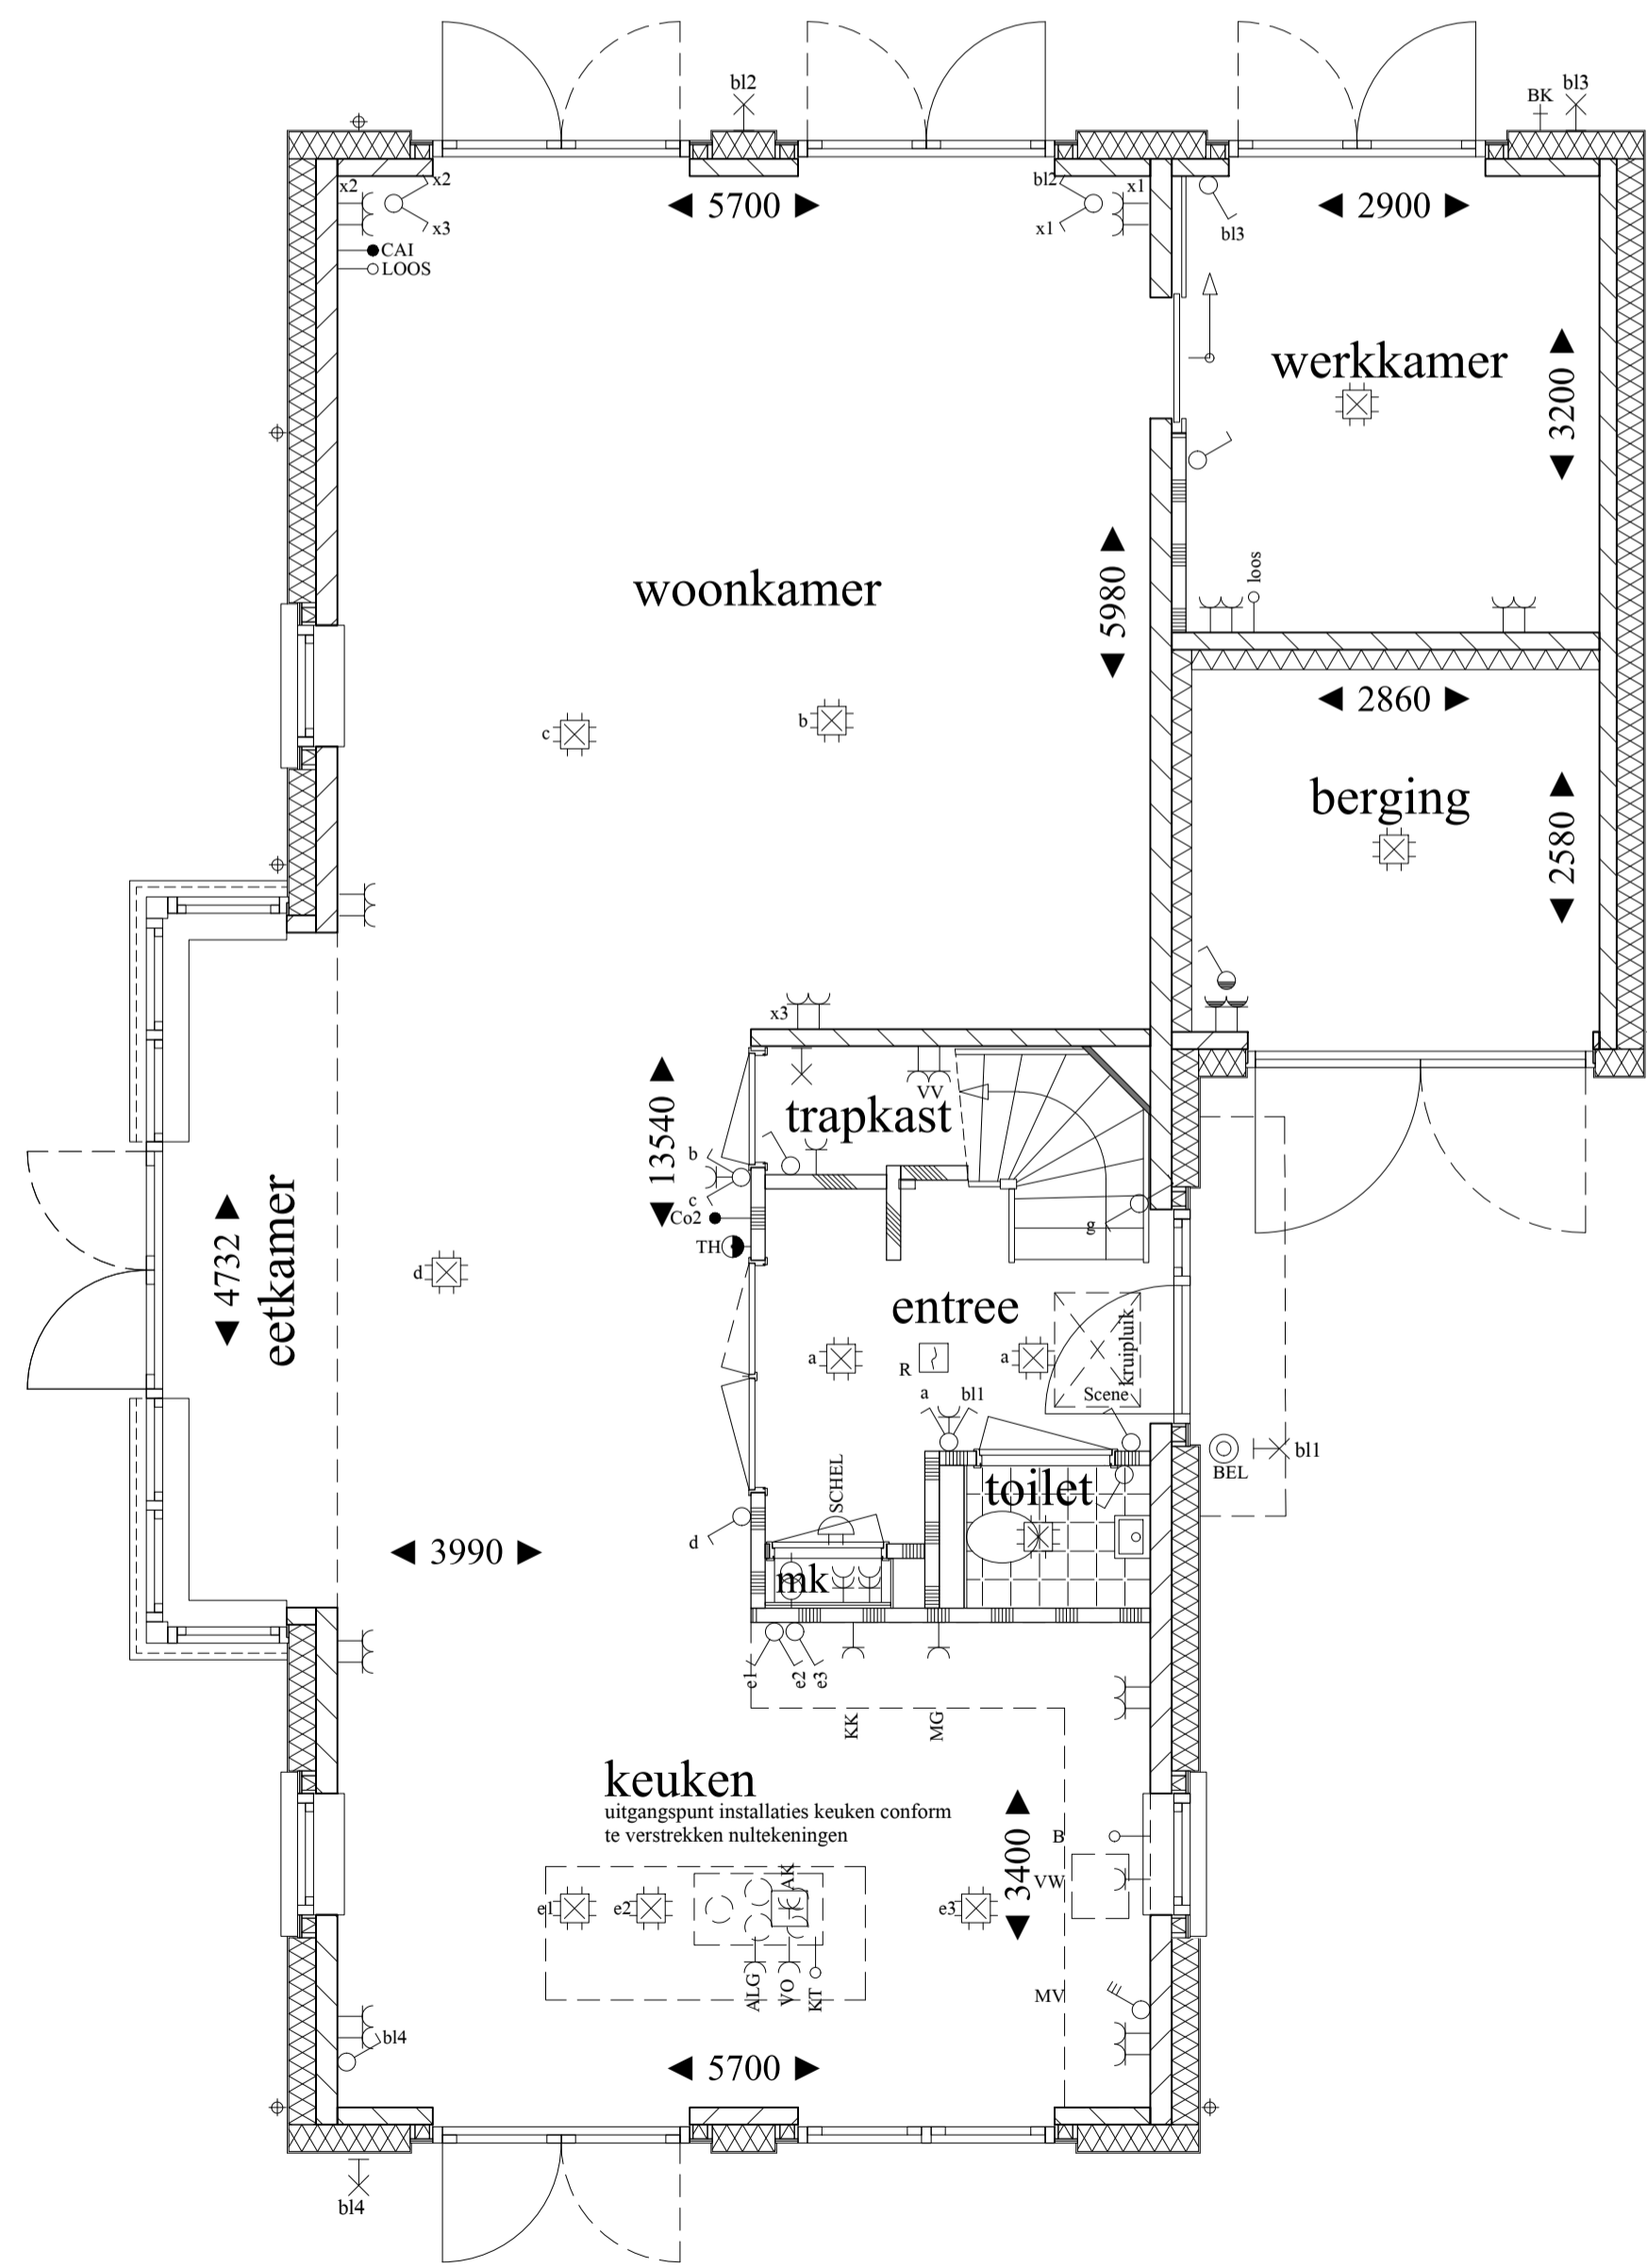 bl2
BK
bl3
x2
x2
x3
5700
bl2
x1
x1
bl3
2900
CAI
LOOS
werkkamer
3200
woonkamer
5980
loos
2860
c
b
berging
2580
x3
VV
trapkast
13540
b
c
Co2
TH
g
eetkamer
4732
d
entree
kruipluik
a
R
a
a
bl1
Scene
BEL
bl1
SCHEL
toilet
d
3990
mk
e1
e2
e3
KK
MG
keuken
uitgangspunt installaties keuken conform
te verstrekken nultekeningen
3400
B
VW
AK
e1
e2
e3
ALG
VO
KT
MV
bl4
5700
bl4